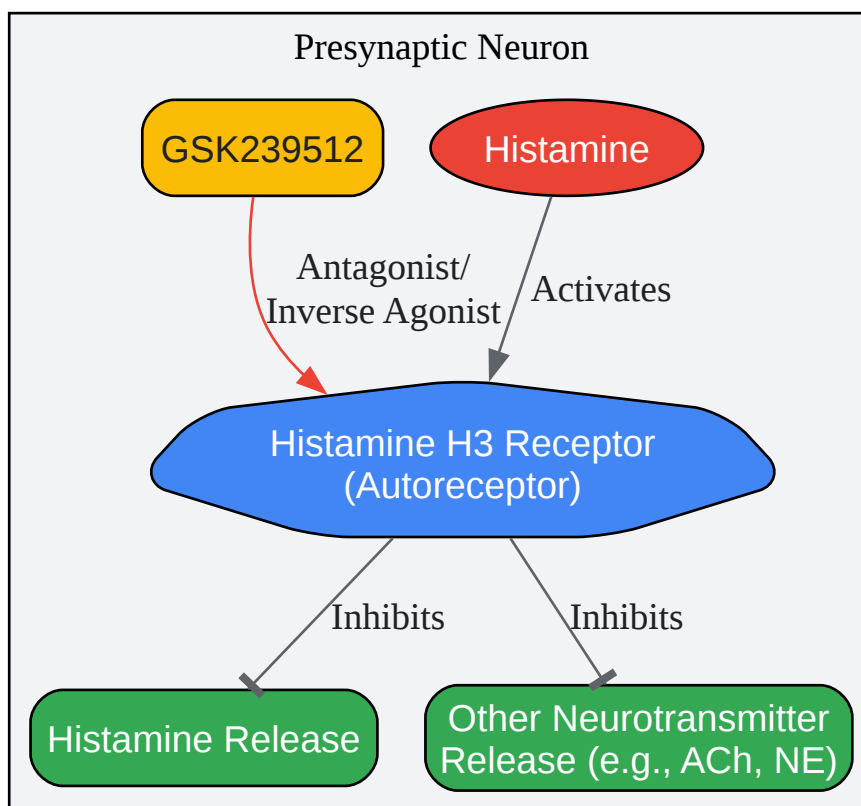 Presynaptic Neuron
GSK239512
Histamine
Antagonist/
Inverse Agonist
Activates
Histamine H3 Receptor
(Autoreceptor)
Inhibits
Inhibits
Histamine Release
Other Neurotransmitter
Release (e.g., ACh, NE)